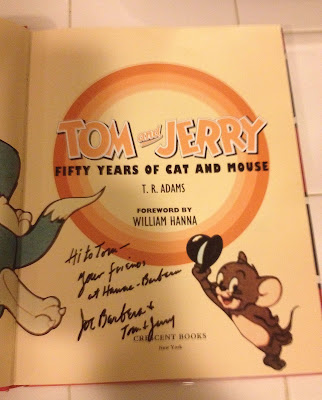 TOM and JERRY
FIFTY YEARS OF CAT AND MOUSE
T. R. ADAMS
FOREWORD BY
WILLIAM HANNA
Hi to Tom—
your friends
at Hanna-Barbera
Joe Barbera +
Tom & Jerry
CRESCENT BOOKS
New York